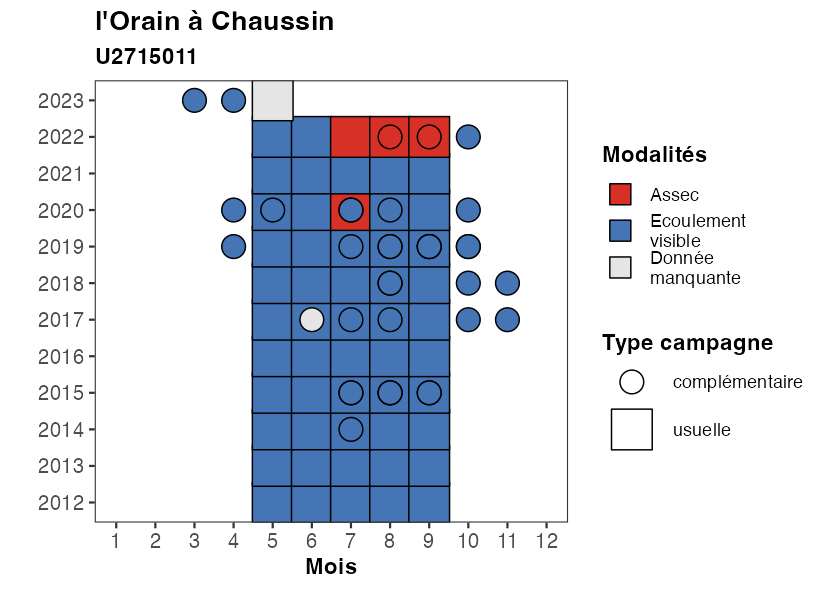 l'Orain à Chaussin
U2715011
2023
2022
2021
2020
2019
2018
2017
2016
2015
2014
2013
2012
1 2 3 4 5 6 7 8 9 10 11 12
Mois
Modalités
Assec
Ecoulement
visible
Donnée
manquante
Type campagne
complémentaire
usuelle